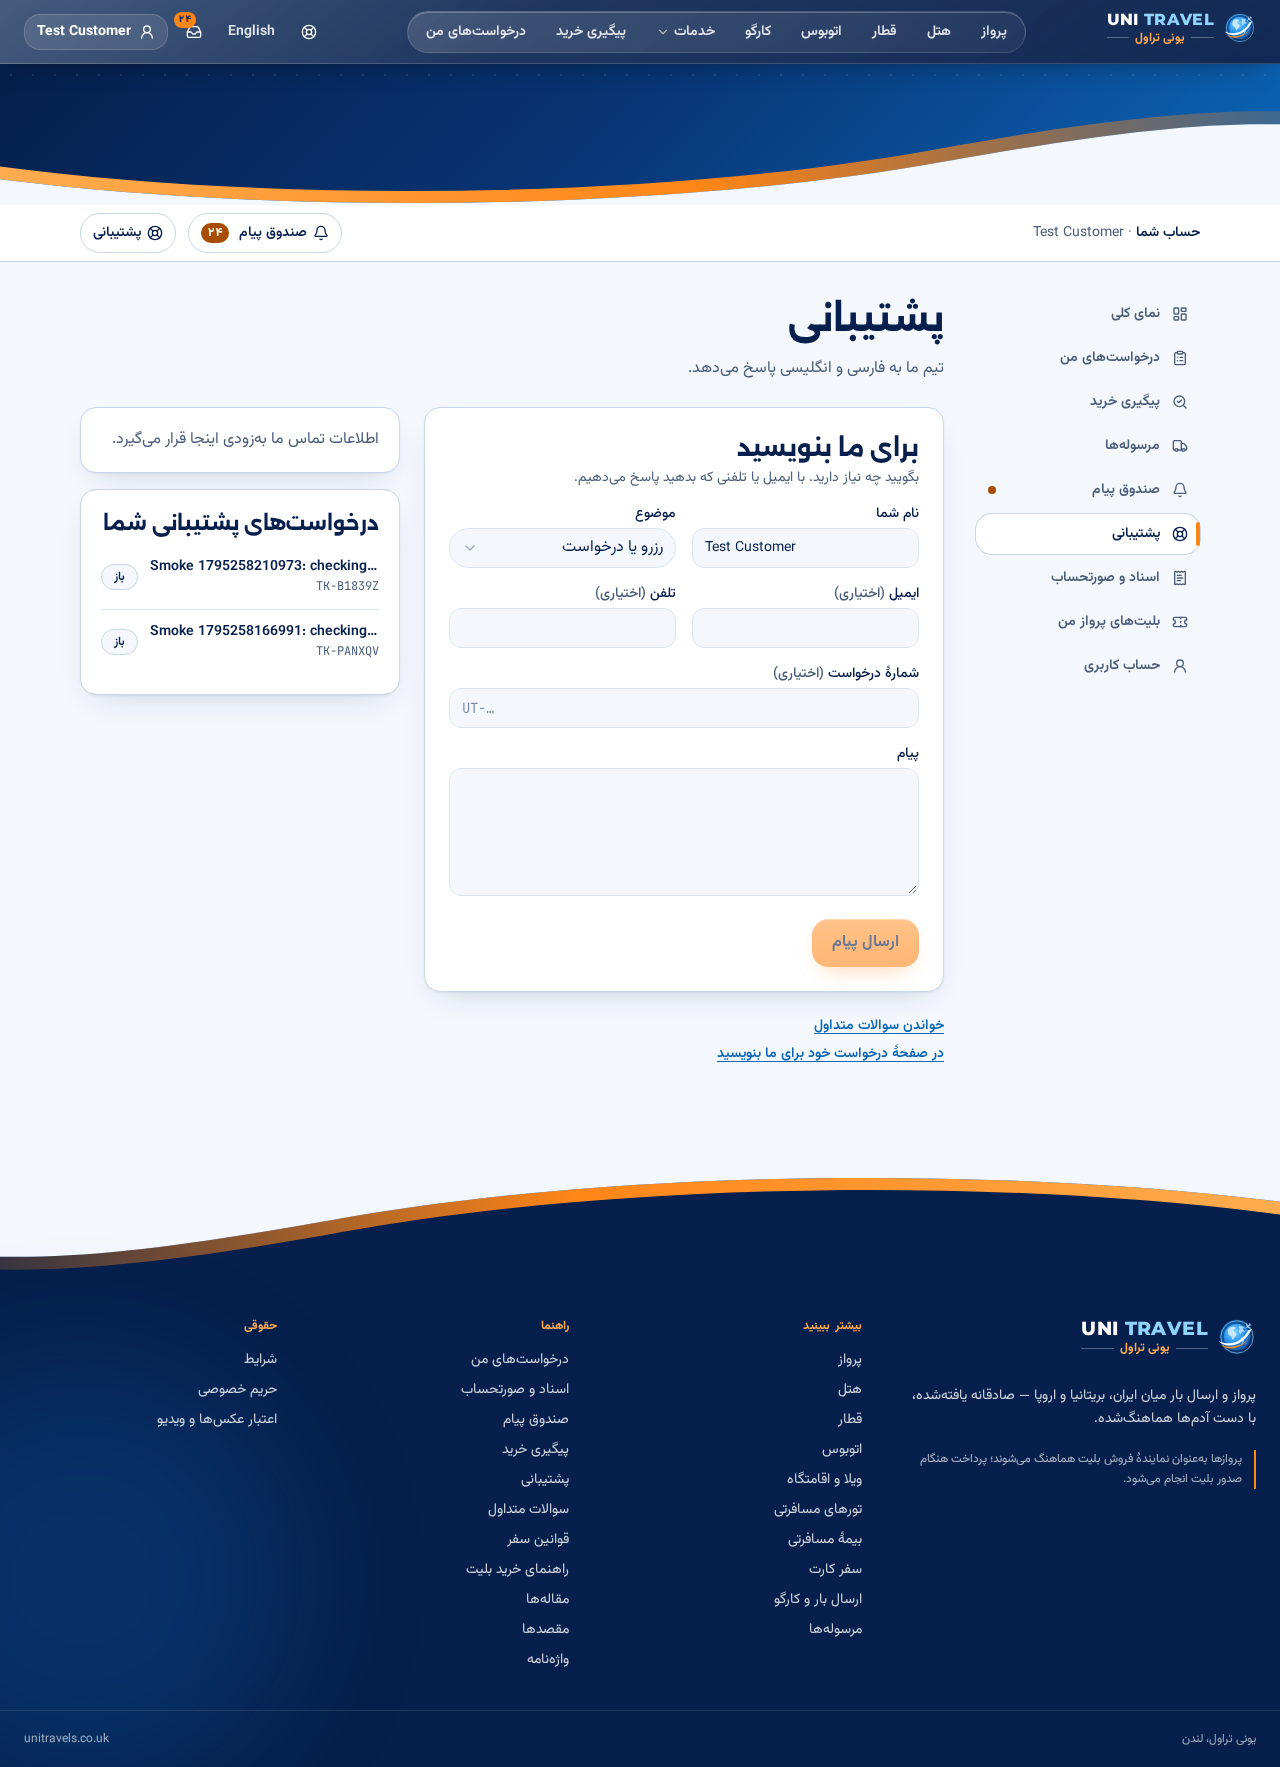 UNI TRAVEL
یونی تراول
پرواز
هتل
قطار
اتوبوس
کارگو
خدمات
پیگیری خرید
درخواست‌های من
English
۲۴
Test Customer
حساب شما · Test Customer
صندوق پیام ۲۴
پشتیبانی
نمای کلی
درخواست‌های من
پیگیری خرید
مرسوله‌ها
صندوق پیام
پشتیبانی
اسناد و صورتحساب
بلیت‌های پرواز من
حساب کاربری
پشتیبانی
تیم ما به فارسی و انگلیسی پاسخ می‌دهد.
برای ما بنویسید
بگویید چه نیاز دارید. با ایمیل یا تلفنی که بدهید پاسخ می‌دهیم.
نام شما
Test Customer
موضوع
رزرو یا درخواست
ایمیل (اختیاری)
تلفن (اختیاری)
شمارهٔ درخواست (اختیاری)
UT-…
پیام
ارسال پیام
خواندن سوالات متداول
در صفحهٔ درخواست خود برای ما بنویسید
اطلاعات تماس ما به‌زودی اینجا قرار می‌گیرد.
درخواست‌های پشتیبانی شما
Smoke 1795258210973: checking…
TK-B1839Z
باز
Smoke 1795258166991: checking…
TK-PANXQV
باز
UNI TRAVEL
یونی تراول
پرواز و ارسال بار میان ایران، بریتانیا و اروپا — صادقانه یافته‌شده،
با دست آدم‌ها هماهنگ‌شده.
پروازها به‌عنوان نمایندهٔ فروش بلیت هماهنگ می‌شوند؛ پرداخت هنگام
صدور بلیت انجام می‌شود.
بیشتر ببینید
پرواز
هتل
قطار
اتوبوس
ویلا و اقامتگاه
تورهای مسافرتی
بیمهٔ مسافرتی
سفر کارت
ارسال بار و کارگو
مرسوله‌ها
راهنما
درخواست‌های من
اسناد و صورتحساب
صندوق پیام
پیگیری خرید
پشتیبانی
سوالات متداول
قوانین سفر
راهنمای خرید بلیت
مقاله‌ها
مقصدها
واژه‌نامه
حقوقی
شرایط
حریم خصوصی
اعتبار عکس‌ها و ویدیو
یونی تراول، لندن
unitravels.co.uk